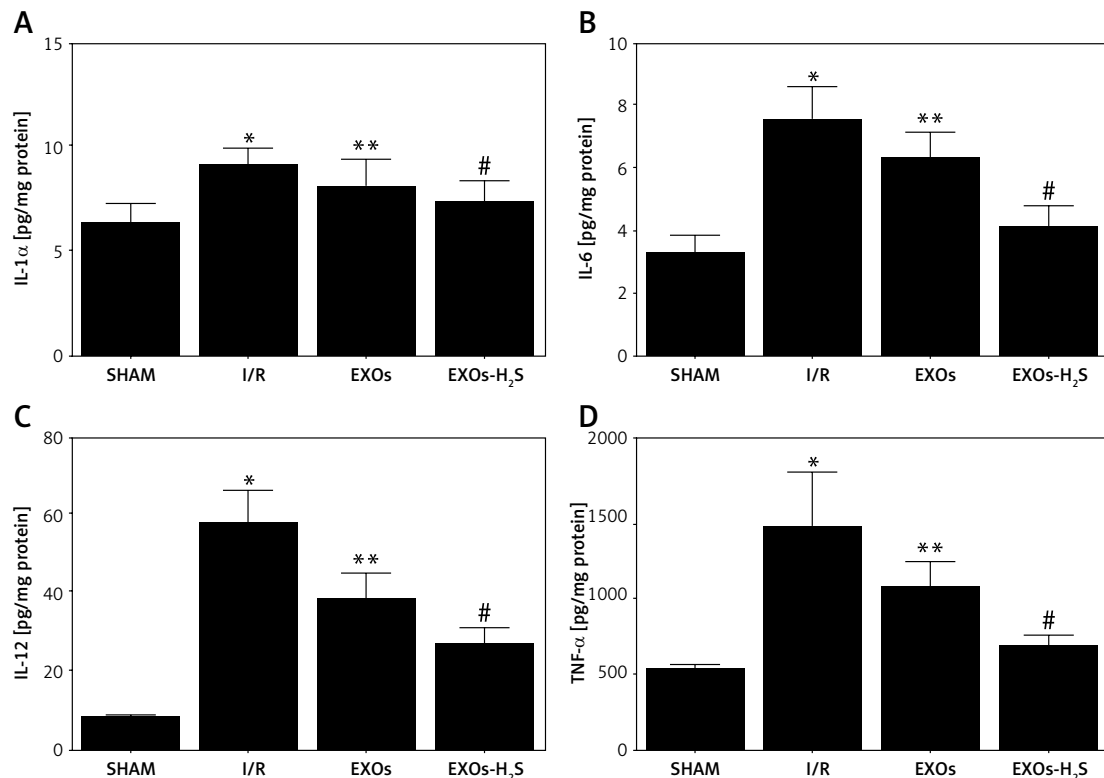 A
IL-1α [pg/mg protein]
15
10
5
0
*
**
#
SHAM I/R EXOs EXOs-H₂S
B
IL-6 [pg/mg protein]
10
8
6
4
2
0
*
**
#
SHAM I/R EXOs EXOs-H₂S
C
IL-12 [pg/mg protein]
80
60
40
20
0
*
**
#
SHAM I/R EXOs EXOs-H₂S
D
TNF-α [pg/mg protein]
2000
1500
1000
500
0
*
**
#
SHAM I/R EXOs EXOs-H₂S